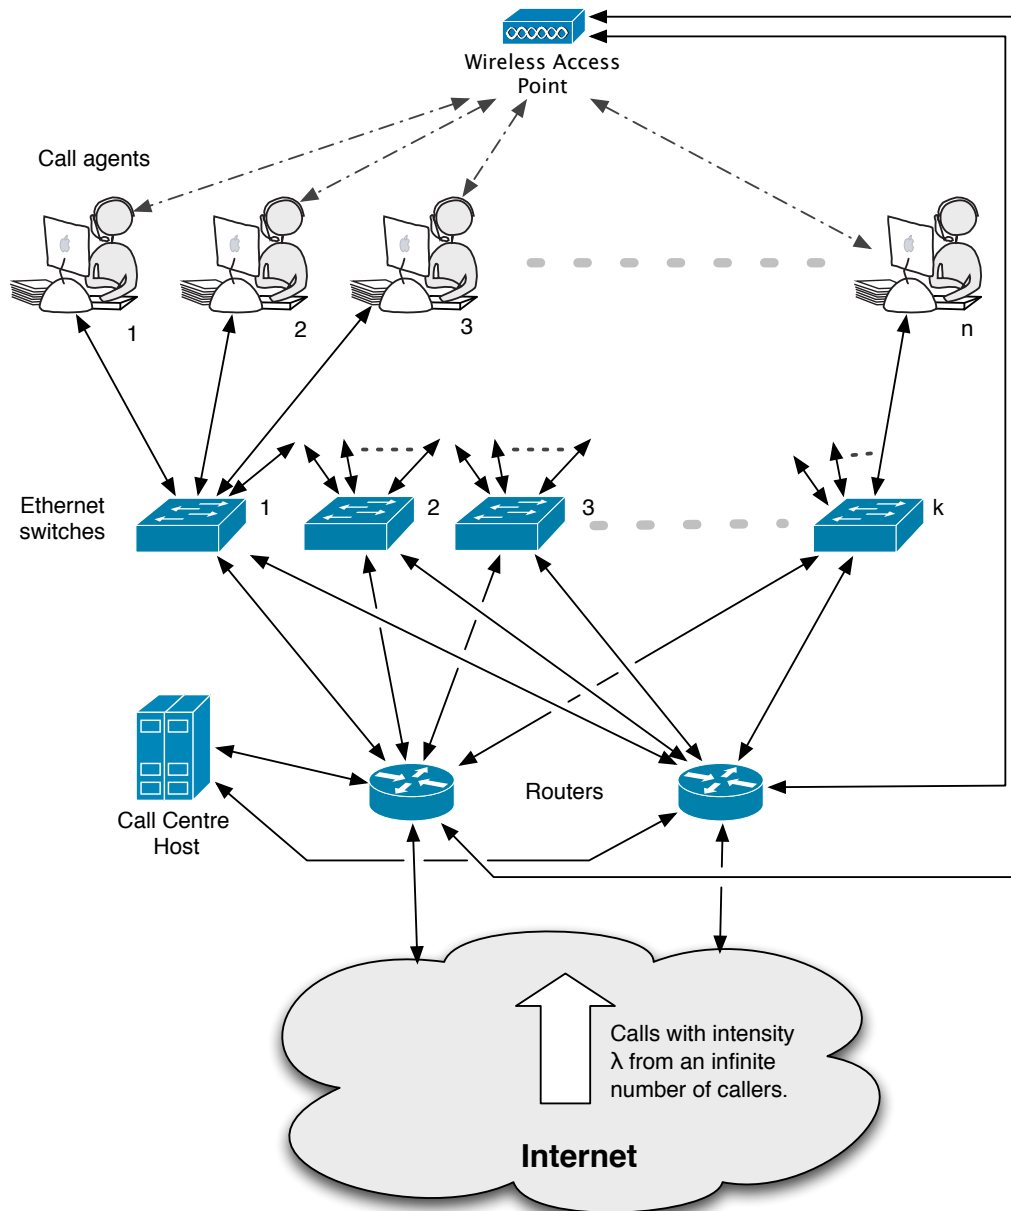 Wireless Access
Point
Call agents
1
2
3
n
Ethernet
switches
1
2
3
k
Call Centre
Host
Routers
Calls with intensity
λ from an infinite
number of callers.
Internet